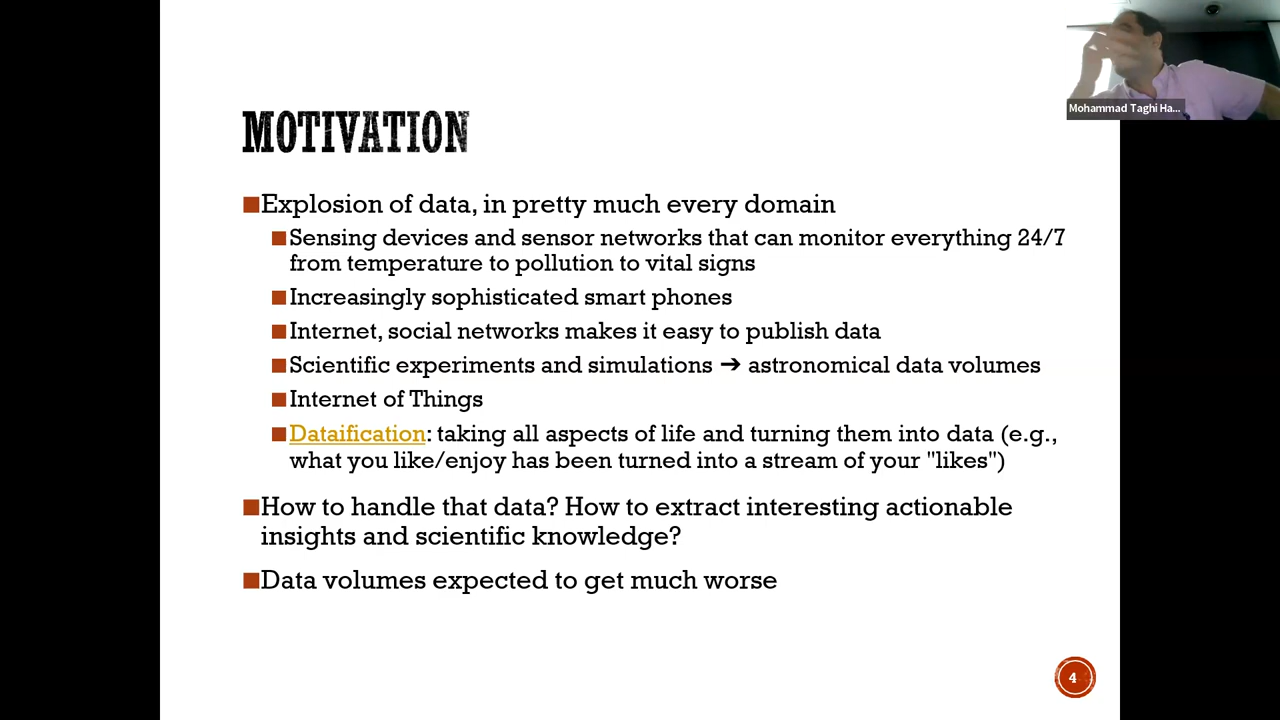 Mohammad Taghi Ha...
MOTIVATION
Explosion of data, in pretty much every domain
Sensing devices and sensor networks that can monitor everything 24/7
from temperature to pollution to vital signs
Increasingly sophisticated smart phones
Internet, social networks makes it easy to publish data
Scientific experiments and simulations ➔ astronomical data volumes
Internet of Things
Dataification: taking all aspects of life and turning them into data (e.g.,
what you like/enjoy has been turned into a stream of your "likes")
How to handle that data? How to extract interesting actionable
insights and scientific knowledge?
Data volumes expected to get much worse
4